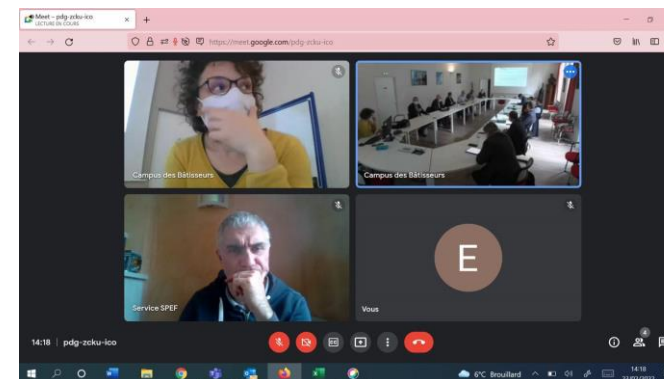 Meet – pdg-zcku-ico
LECTURE EN COURS
https://meet.google.com/pdg-zcku-ico
Campus des Bâtisseurs
Campus des Bâtisseurs
Service SPEF
E
Vous
14:18 | pdg-zcku-ico
4
6°C Brouillard
14:18